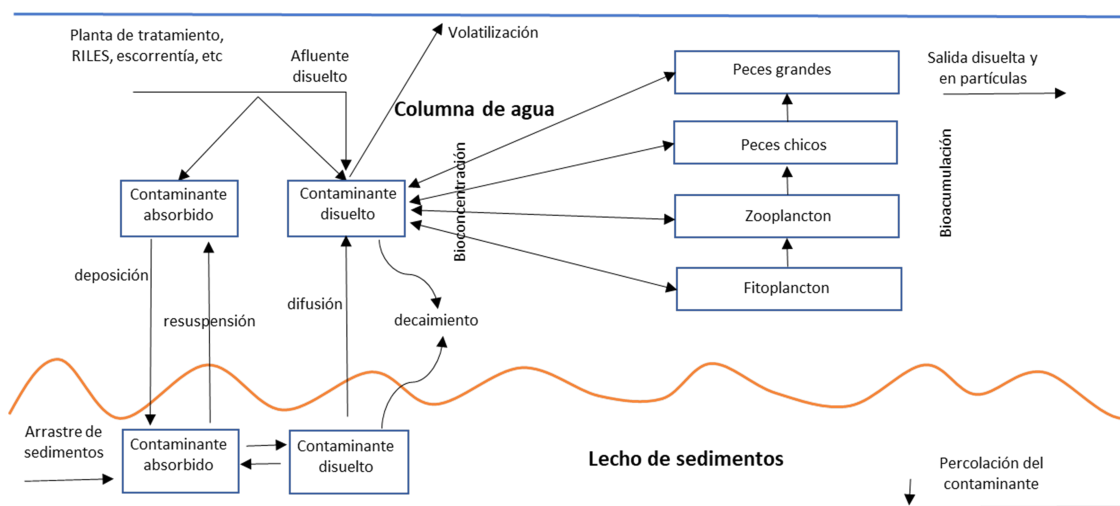 Planta de tratamiento,
RILES, escorrentía, etc
Afluente
disuelto
Volatilización
Columna de agua
Peces grandes
Salida disuelta y
en partículas
Peces chicos
Contaminante
absorbido
Contaminante
disuelto
Bioconcentración
Zooplancton
Bioacumulación
deposición
resuspensión
difusión
decaimiento
Fitoplancton
Arrastre de
sedimentos
Contaminante
absorbido
Contaminante
disuelto
Lecho de sedimentos
Percolación del
contaminante